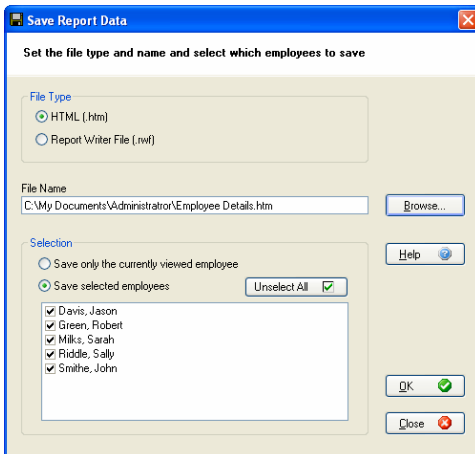 Save Report Data
Set the file type and name and select which employees to save
File Type
HTML (.htm)
Report Writer File (.rwf)
File Name
C:\My Documents\Administratror\Employee Details.htm
Browse...
Selection
Help
Save only the currently viewed employee
Save selected employees
Unselect All
Davis, Jason
Green, Robert
Milks, Sarah
Riddle, Sally
Smithe, John
OK
Close